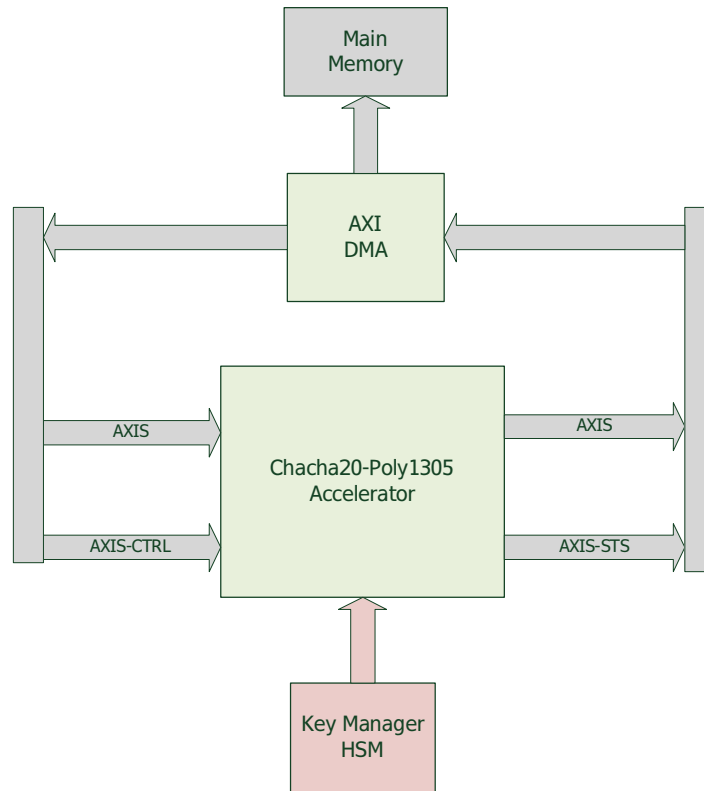 Main
Memory
AXI
DMA
AXIS
AXIS
Chacha20-Poly1305
Accelerator
AXIS-CTRL
AXIS-STS
Key Manager
HSM